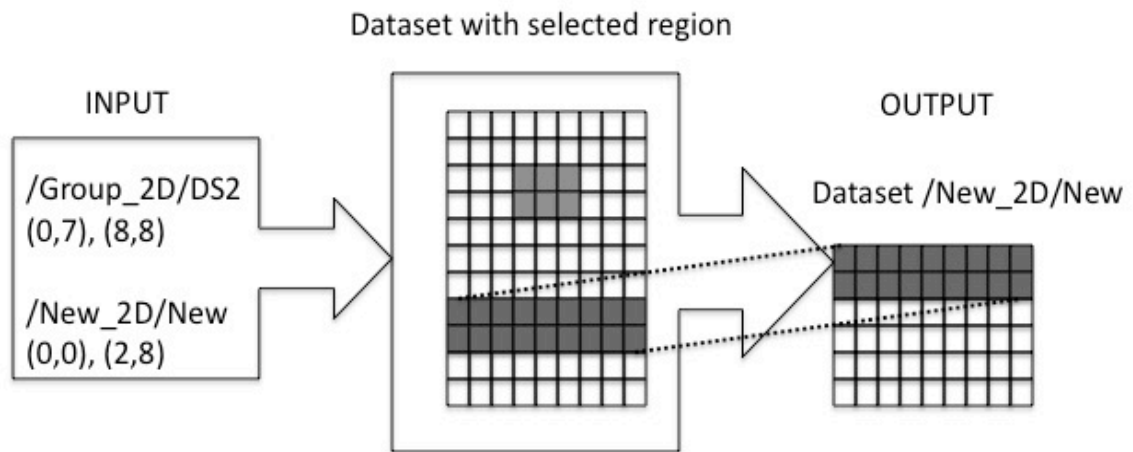 Dataset with selected region
INPUT
/Group_2D/DS2
(0,7), (8,8)
/New_2D/New
(0,0), (2,8)
OUTPUT
Dataset /New_2D/New